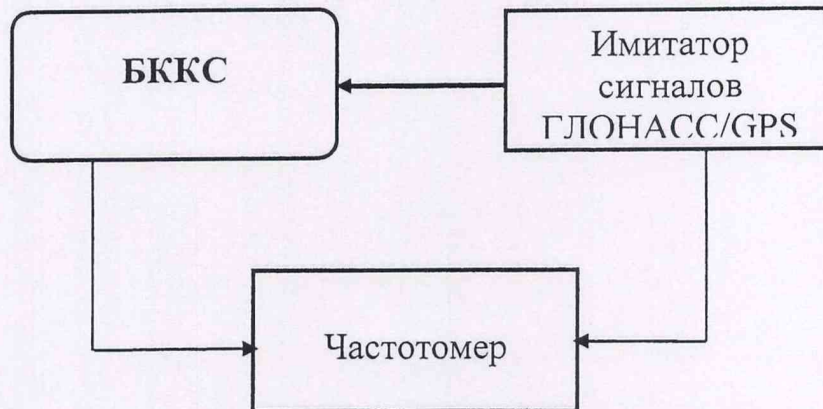 БККС
Имитатор
сигналов
ГЛОНАСС/GPS
Частотомер